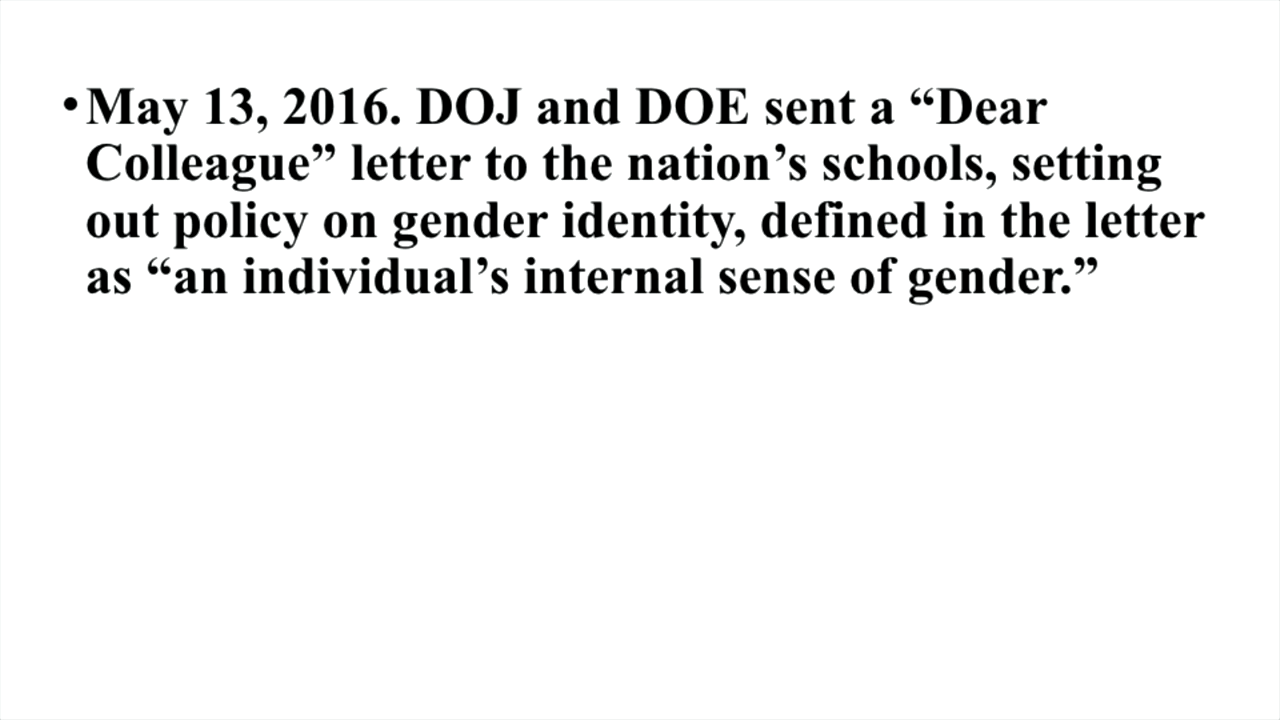 •May 13, 2016. DOJ and DOE sent a “Dear
Colleague” letter to the nation’s schools, setting
out policy on gender identity, defined in the letter
as “an individual’s internal sense of gender.”